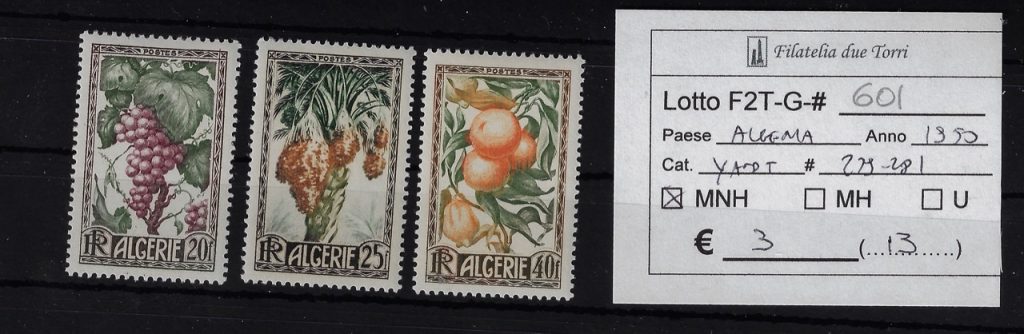 POSTES
RF ALGERIE 20f
POSTES
RF ALGERIE 25f
POSTES
RF ALGERIE 40f
Filatelia due Torri
Lotto F2T-G-# 601
Paese ALGERIA Anno 1950
Cat. YVERT # 279-281
☒ MNH ☐ MH ☐ U
€ 3 (...13......)